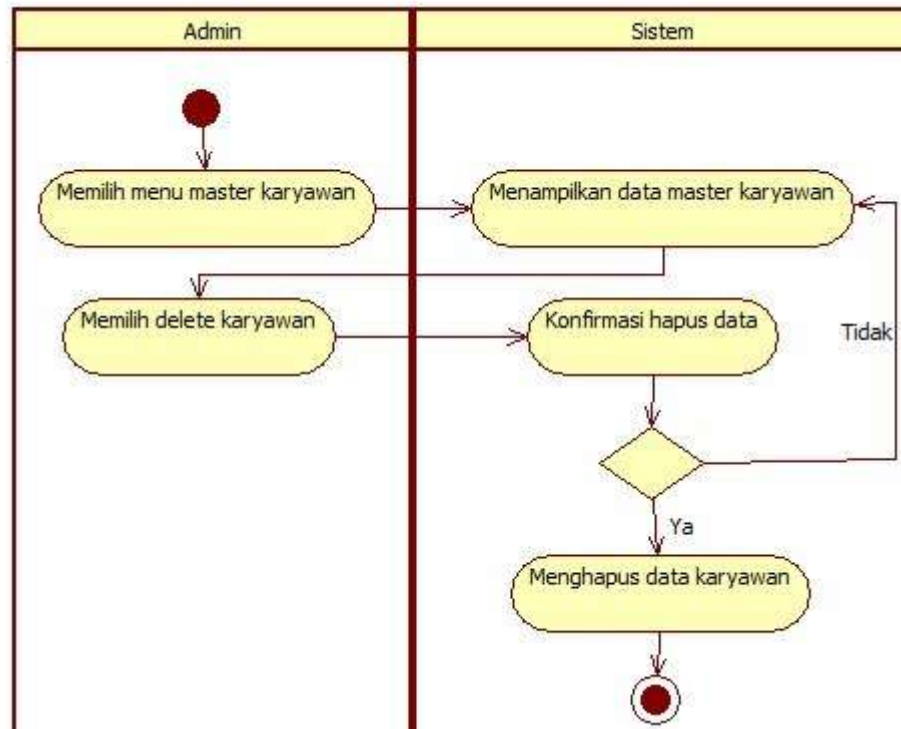 Admin
Sistem
Memilih menu master karyawan
Menampilkan data master karyawan
Memilih delete karyawan
Konfirmasi hapus data
Tidak
Ya
Menghapus data karyawan